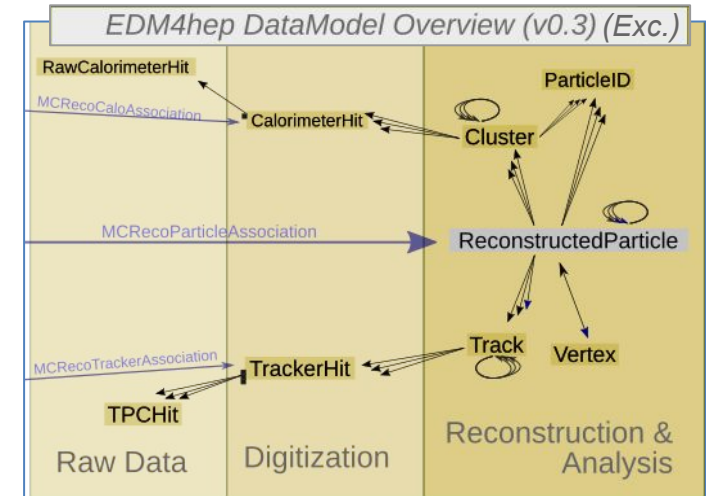 EDM4hep DataModel Overview (v0.3) (Exc.)
RawCalorimeterHit
ParticleID
MCRecoCaloAssociation
CalorimeterHit
Cluster
MCRecoParticleAssociation
ReconstructedParticle
MCRecoTrackerAssociation
TrackerHit
Track
Vertex
TPCHit
Raw Data
Digitization
Reconstruction &
Analysis